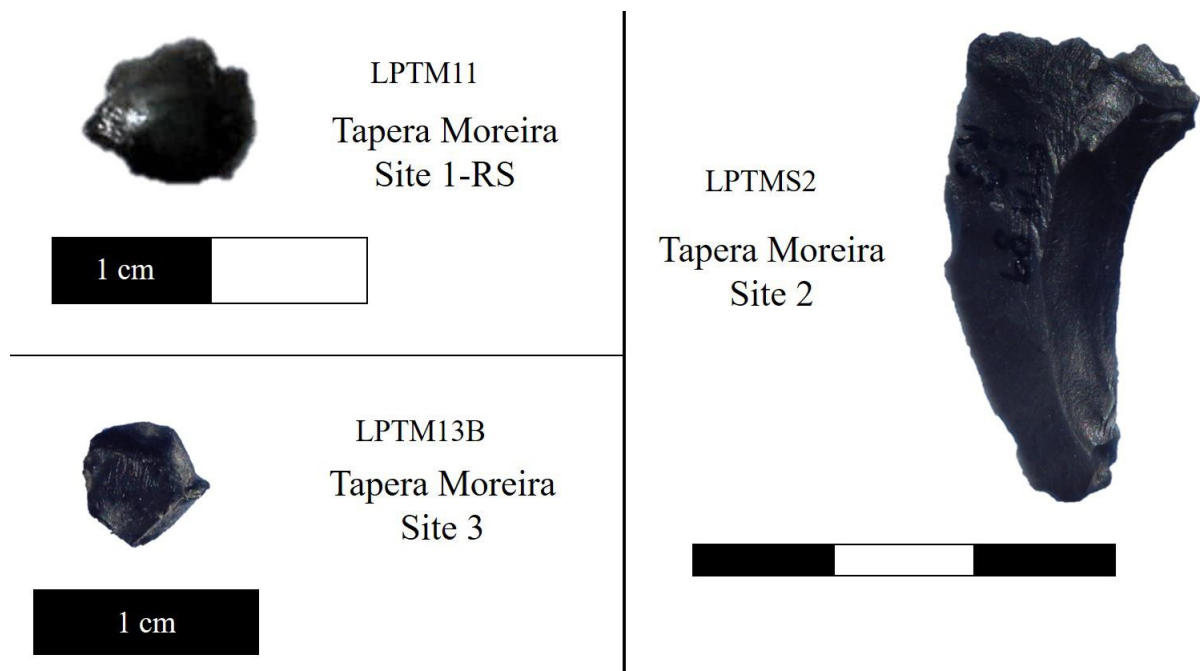 LPTM11
Tapera Moreira
Site 1-RS
1 cm
LPTM13B
Tapera Moreira
Site 3
1 cm
LPTMS2
Tapera Moreira
Site 2